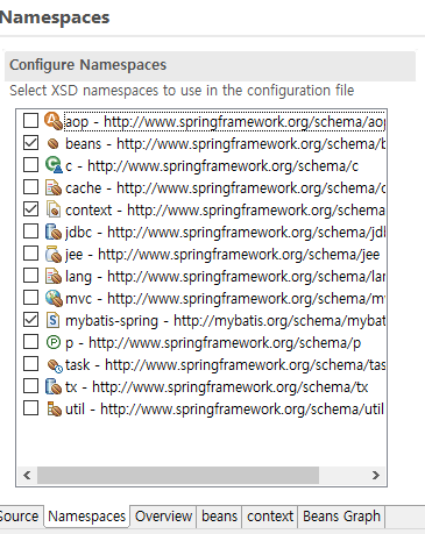 Namespaces
Configure Namespaces
Select XSD namespaces to use in the configuration file
aop - http://www.springframework.org/schema/aop
beans - http://www.springframework.org/schema/b
c - http://www.springframework.org/schema/c
cache - http://www.springframework.org/schema/c
context - http://www.springframework.org/schema
jdbc - http://www.springframework.org/schema/jd
jee - http://www.springframework.org/schema/jee
lang - http://www.springframework.org/schema/lan
mvc - http://www.springframework.org/schema/m
mybatis-spring - http://mybatis.org/schema/mybat
p - http://www.springframework.org/schema/p
task - http://www.springframework.org/schema/tas
tx - http://www.springframework.org/schema/tx
util - http://www.springframework.org/schema/util
Source Namespaces Overview beans context Beans Graph